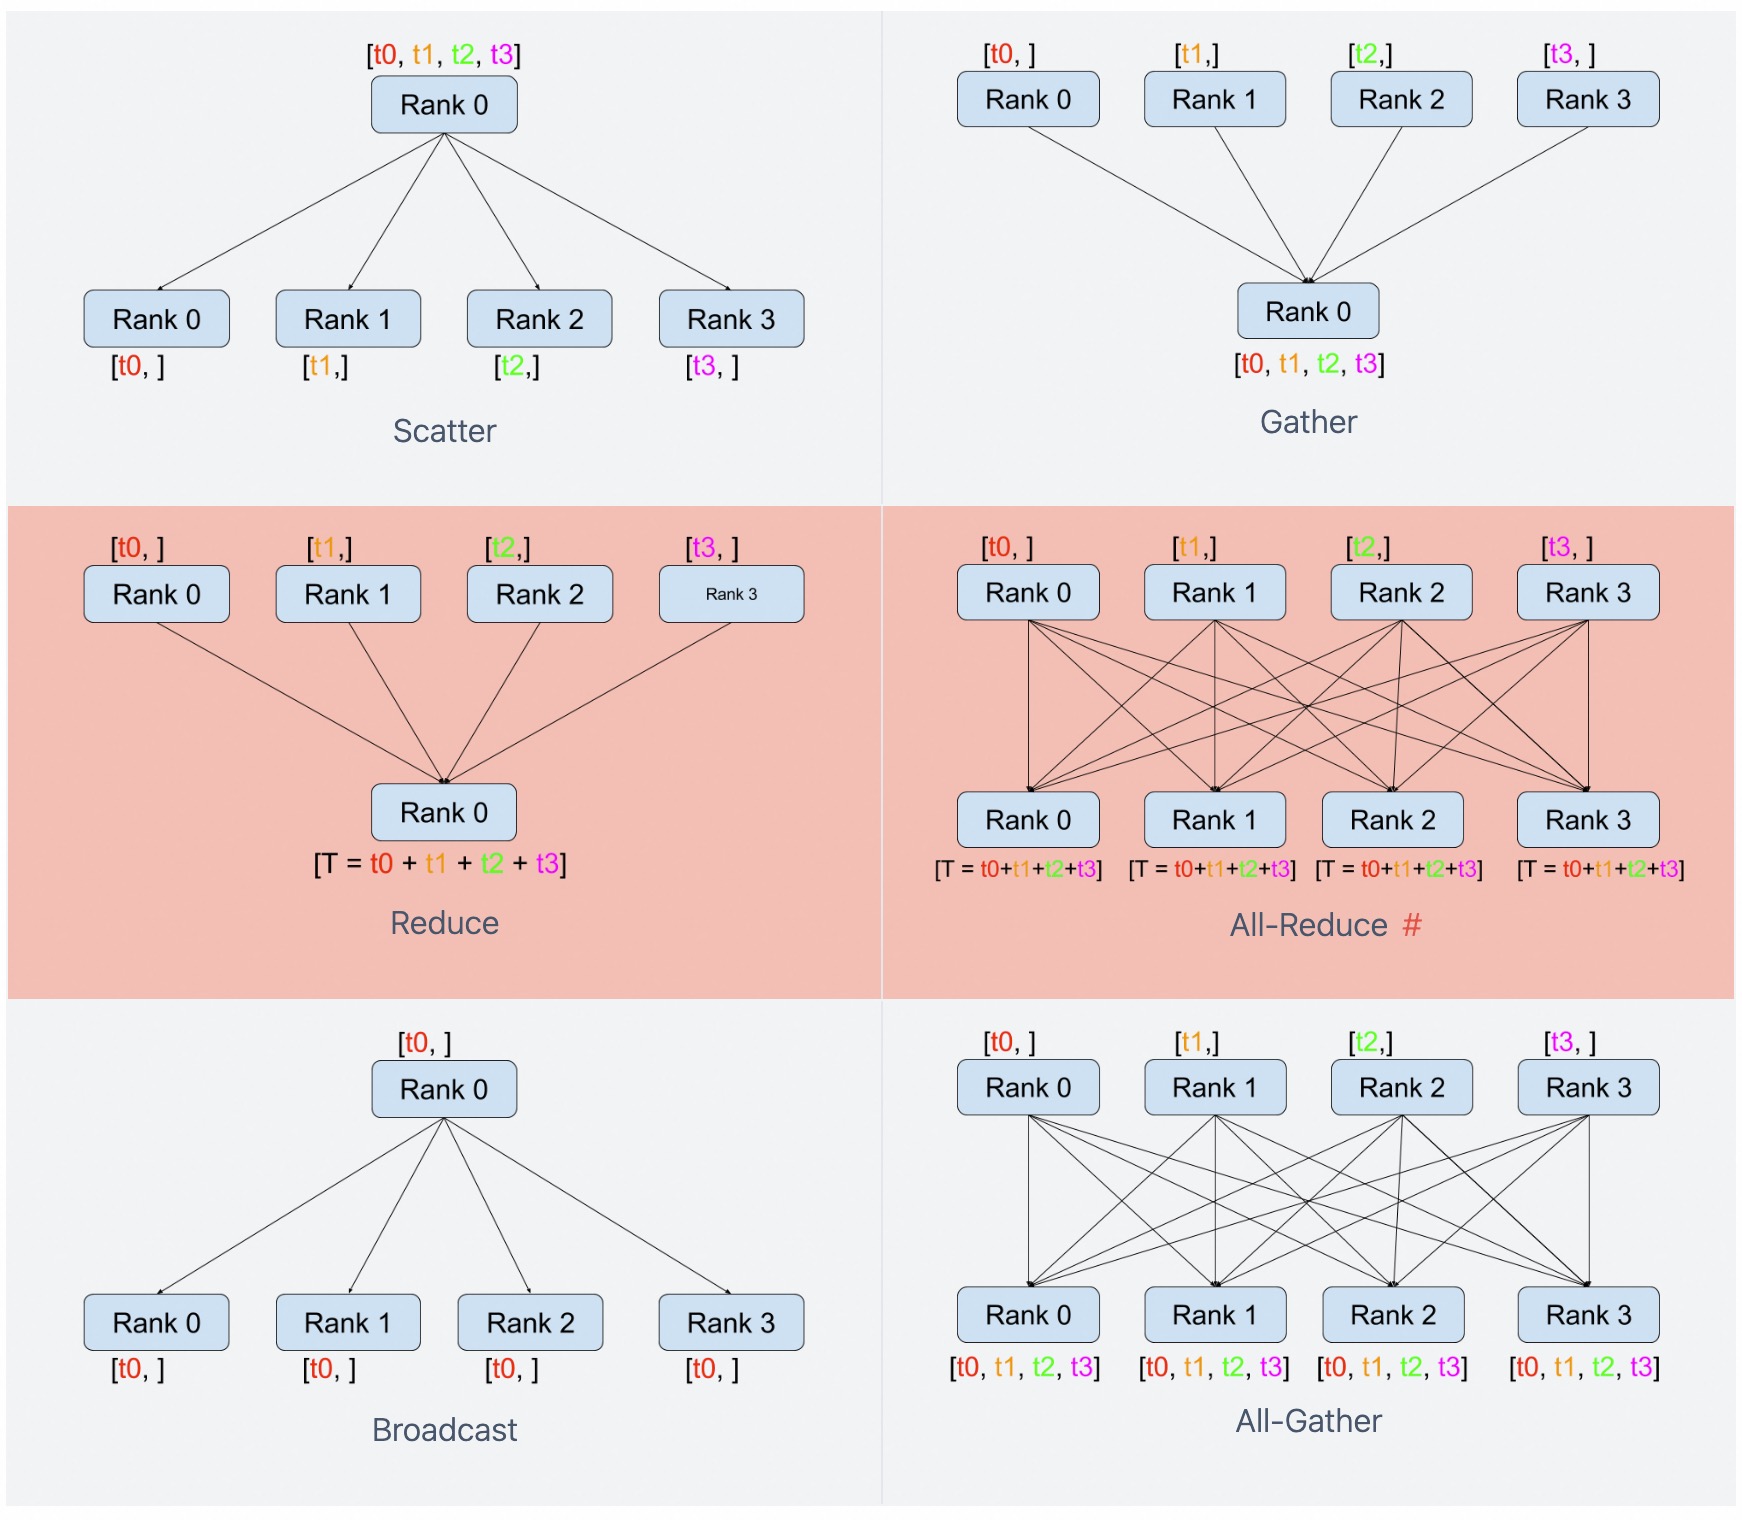 [t0, t1, t2, t3]
Rank 0
Rank 0 Rank 1 Rank 2 Rank 3
[t0, ] [t1,] [t2,] [t3, ]
Scatter
[t0, ] [t1,] [t2,] [t3, ]
Rank 0 Rank 1 Rank 2 Rank 3
Rank 0
[t0, t1, t2, t3]
Gather
[t0, ] [t1,] [t2,] [t3, ]
Rank 0 Rank 1 Rank 2 Rank 3
Rank 0
[T = t0 + t1 + t2 + t3]
Reduce
[t0, ] [t1,] [t2,] [t3, ]
Rank 0 Rank 1 Rank 2 Rank 3
Rank 0 Rank 1 Rank 2 Rank 3
[T = t0+t1+t2+t3] [T = t0+t1+t2+t3] [T = t0+t1+t2+t3] [T = t0+t1+t2+t3]
All-Reduce #
[t0, ]
Rank 0
Rank 0 Rank 1 Rank 2 Rank 3
[t0, ] [t0, ] [t0, ] [t0, ]
Broadcast
[t0, ] [t1,] [t2,] [t3, ]
Rank 0 Rank 1 Rank 2 Rank 3
Rank 0 Rank 1 Rank 2 Rank 3
[t0, t1, t2, t3] [t0, t1, t2, t3] [t0, t1, t2, t3] [t0, t1, t2, t3]
All-Gather